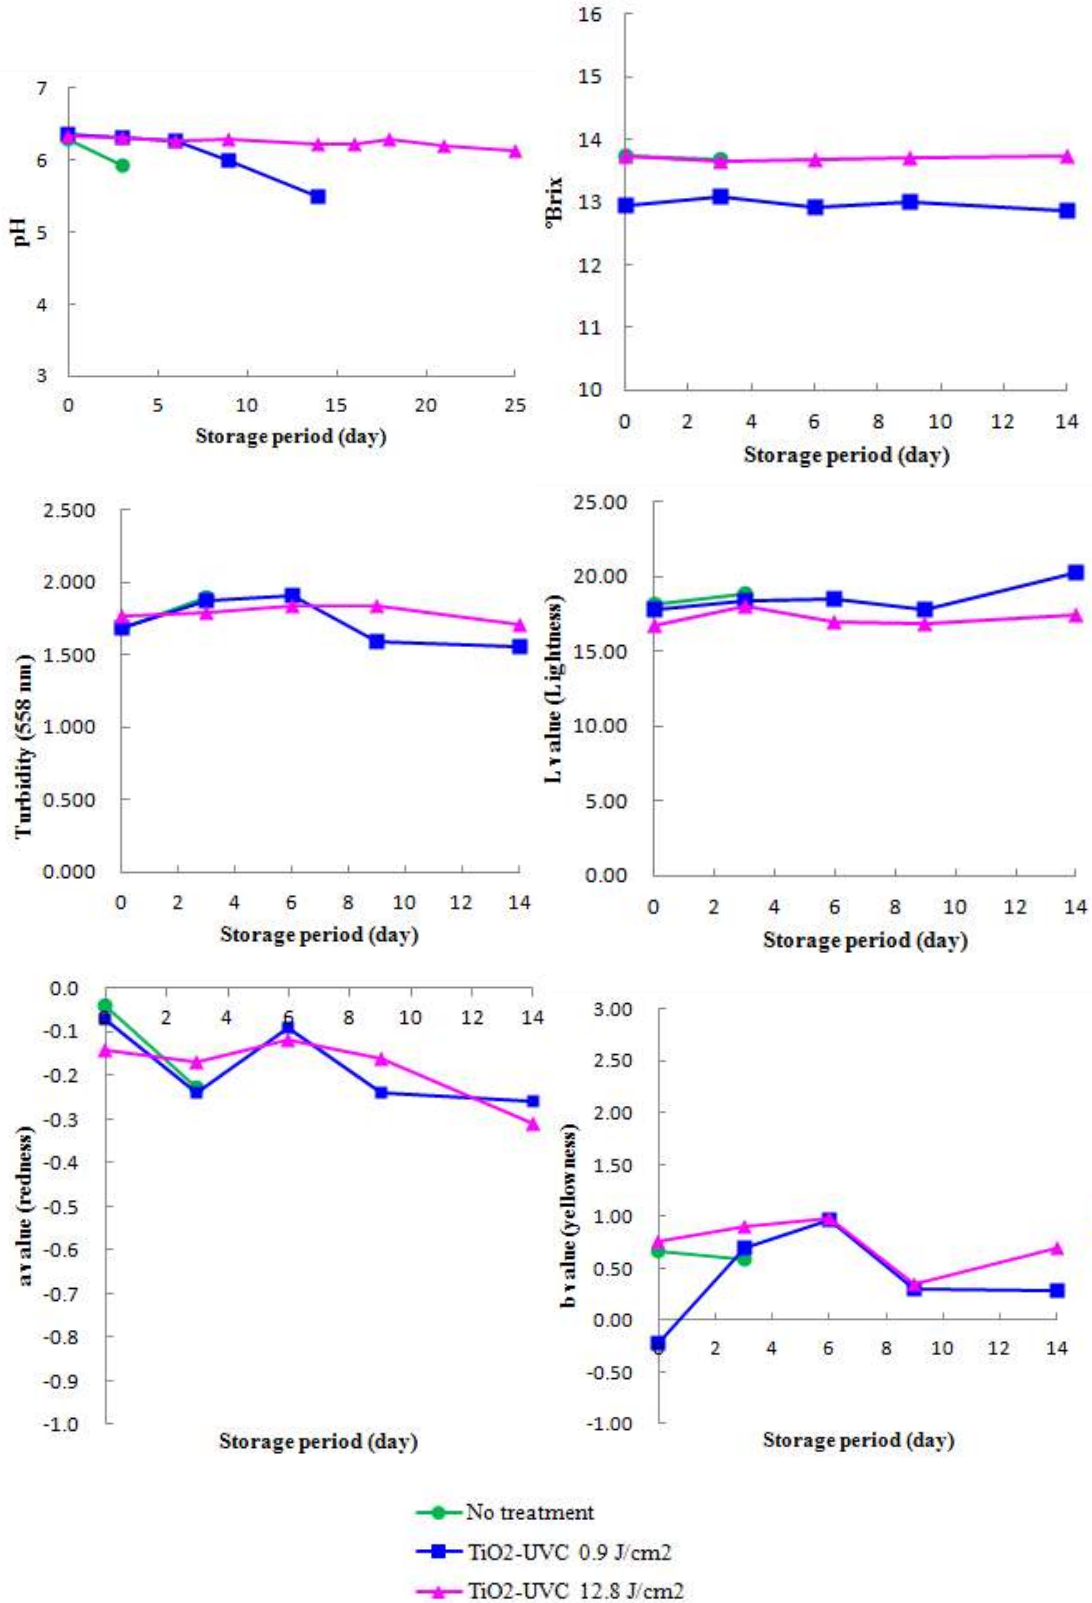 7
6
5
4
3
pH
0 5 10 15 20 25
Storage period (day)
16
15
14
13
12
11
10
°Brix
0 2 4 6 8 10 12 14
Storage period (day)
2.500
2.000
1.500
1.000
0.500
0.000
Turbidity (558 nm)
0 2 4 6 8 10 12 14
Storage period (day)
25.00
20.00
15.00
10.00
5.00
0.00
L value (Lightness)
0 2 4 6 8 10 12 14
Storage period (day)
0.0
-0.1
-0.2
-0.3
-0.4
-0.5
-0.6
-0.7
-0.8
-0.9
-1.0
a value (redness)
2 4 6 8 10 12 14
Storage period (day)
3.00
2.50
2.00
1.50
1.00
0.50
0.00
-0.50
-1.00
b value (yellowness)
0 2 4 6 8 10 12 14
Storage period (day)
No treatment
TiO2-UVC 0.9 J/cm2
TiO2-UVC 12.8 J/cm2